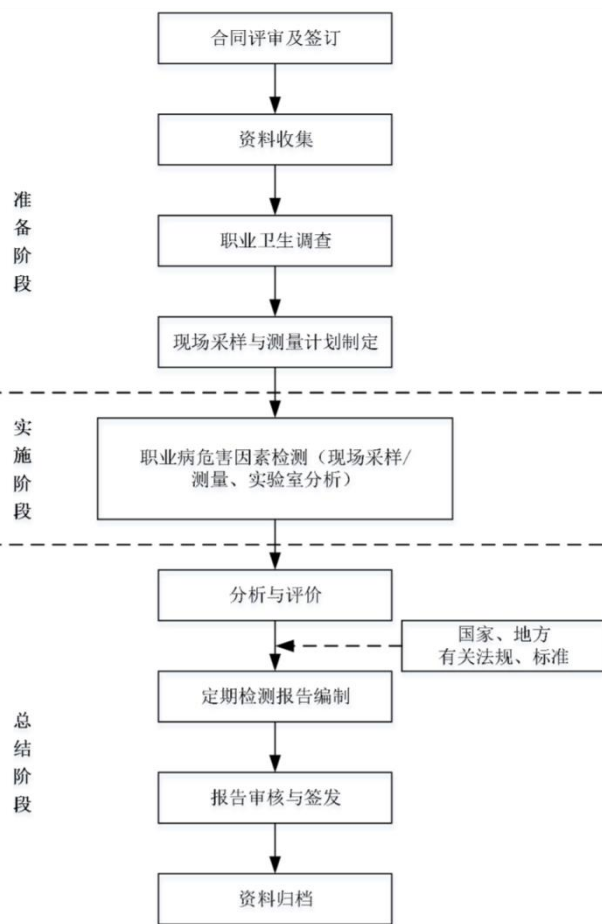 合同评审及签订
资料收集
准备阶段
职业卫生调查
现场采样与测量计划制定
实施阶段
职业病危害因素检测（现场采样/
测量、实验室分析）
分析与评价
国家、地方
有关法规、标准
定期检测报告编制
总结阶段
报告审核与签发
资料归档